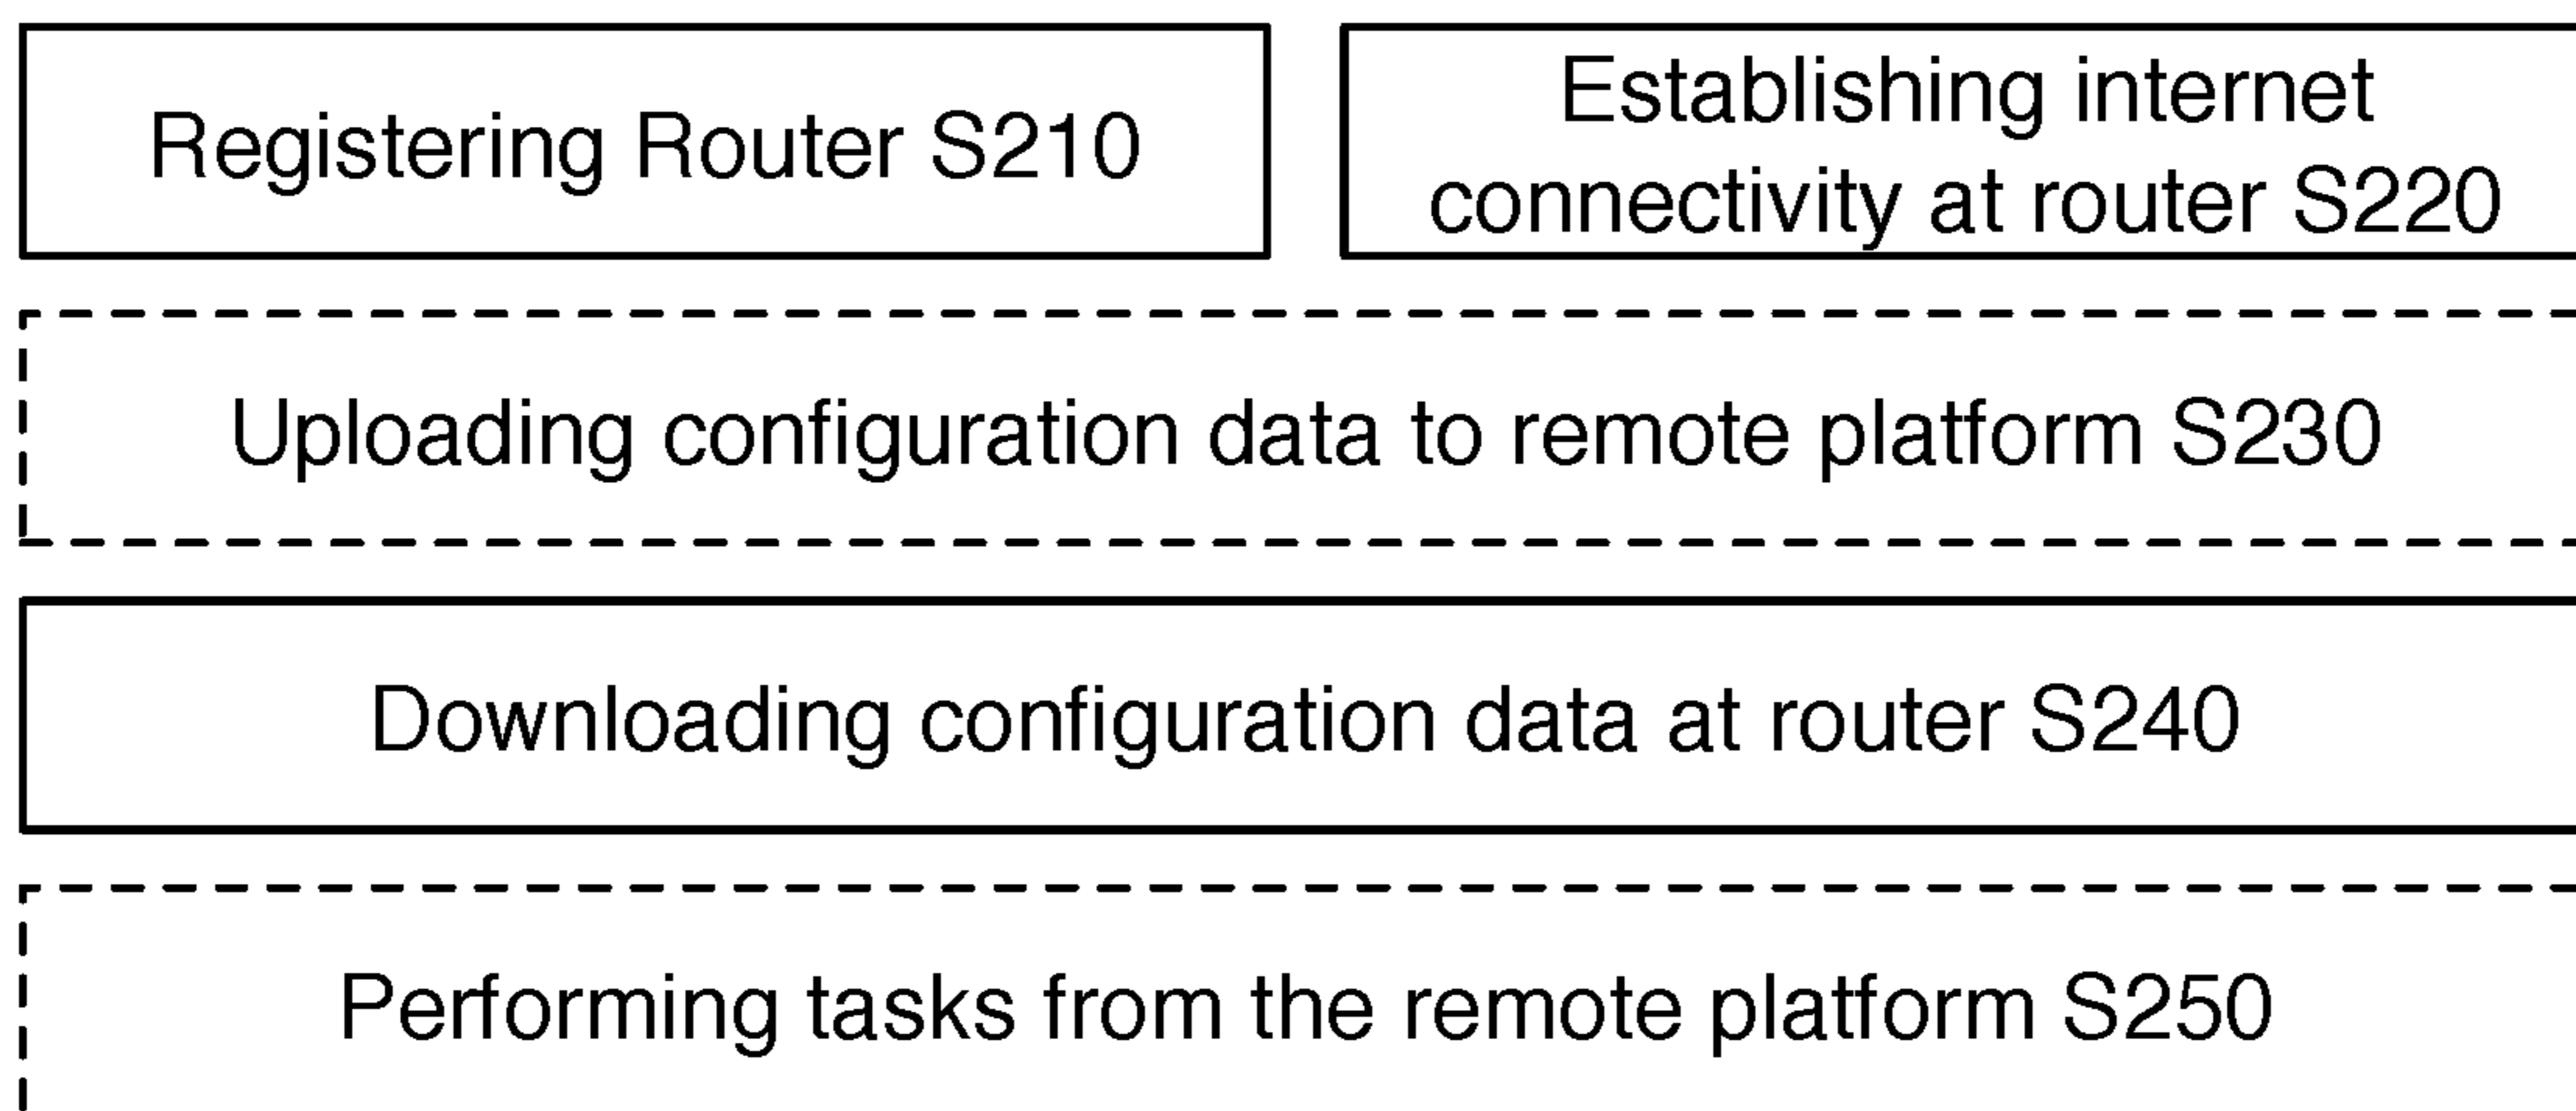 Registering Router S210
Establishing internet
connectivity at router S220
Uploading configuration data to remote platform S230
Downloading configuration data at router S240
Performing tasks from the remote platform S250